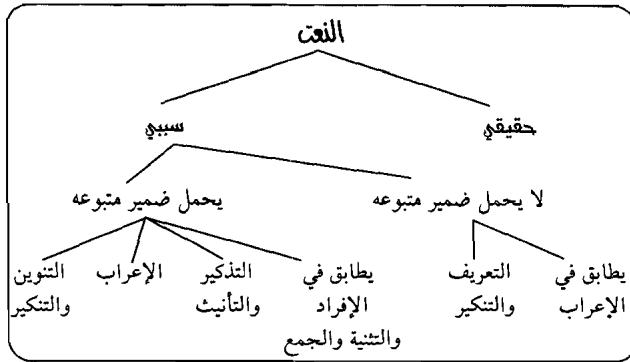 النعت
حقيقي
سببي
لا يحمل ضمير متبوعه
يحمل ضمير متبوعه
يطابق في
الإعراب
التعريف
والتنكير
يطابق في
الإفراد
والتثنية والجمع
التذكير
والتأنيث
الإعراب
التنوين
والتنكير